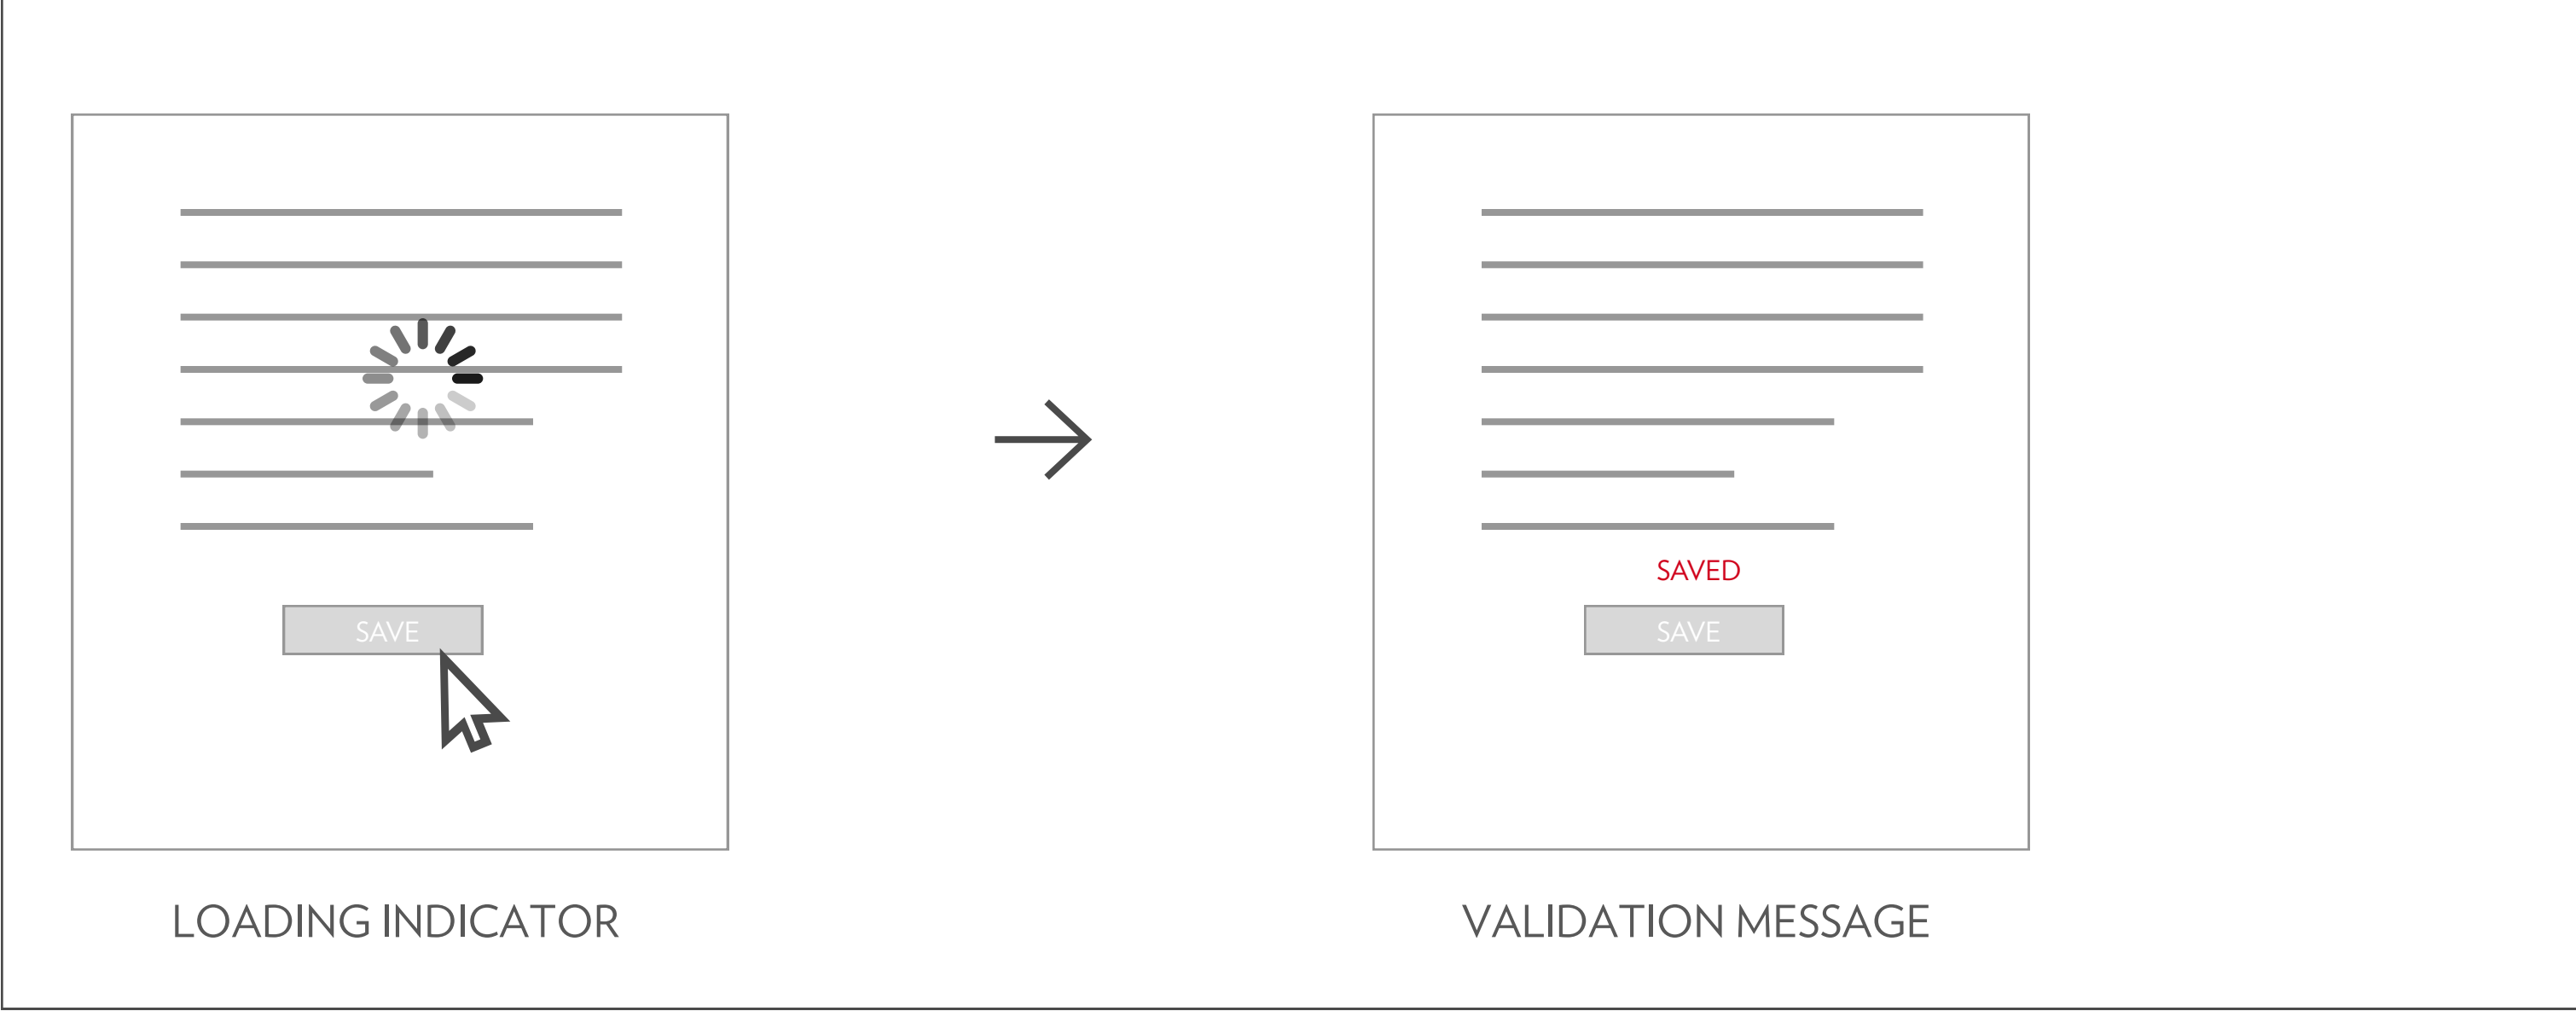 SAVE
LOADING INDICATOR
SAVED
SAVE
VALIDATION MESSAGE